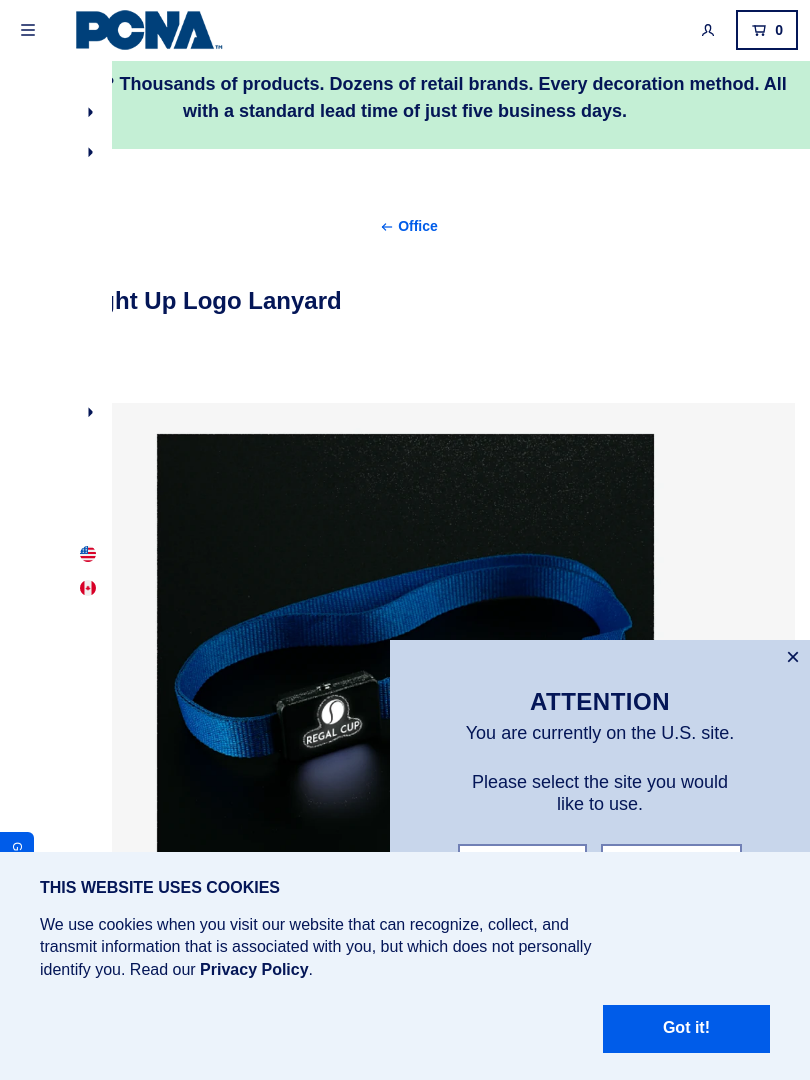 PCNA™
0
Thousands of products. Dozens of retail brands. Every decoration method. All
with a standard lead time of just five business days.
← Office
ght Up Logo Lanyard
REGAL CUP
ATTENTION
You are currently on the U.S. site.
Please select the site you would
like to use.
G
THIS WEBSITE USES COOKIES
We use cookies when you visit our website that can recognize, collect, and
transmit information that is associated with you, but which does not personally
identify you. Read our Privacy Policy.
Got it!